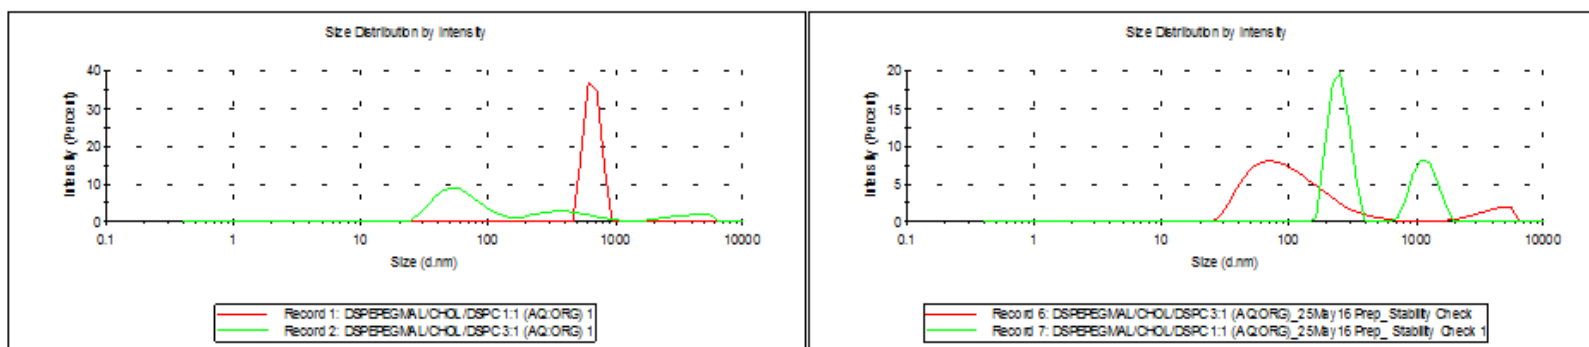 Size Distribution by Intensity
40
30
20
10
0
Intensity (Percent)
0.1 1 10 100 1000 10000
Size (d.nm)
Record 1: DSPEPEGMAL/CHOL/DSPC 1:1 (AQ:ORG) 1
Record 2: DSPEPEGMAL/CHOL/DSPC 3:1 (AQ:ORG) 1
Size Distribution by Intensity
20
15
10
5
0
Intensity (Percent)
0.1 1 10 100 1000 10000
Size (d.nm)
Record 6: DSPEPEGMAL/CHOL/DSPC 3:1 (AQ:ORG)_25May16 Prep_Stability Check
Record 7: DSPEPEGMAL/CHOL/DSPC 1:1 (AQ:ORG)_25May16 Prep_ Stability Check 1